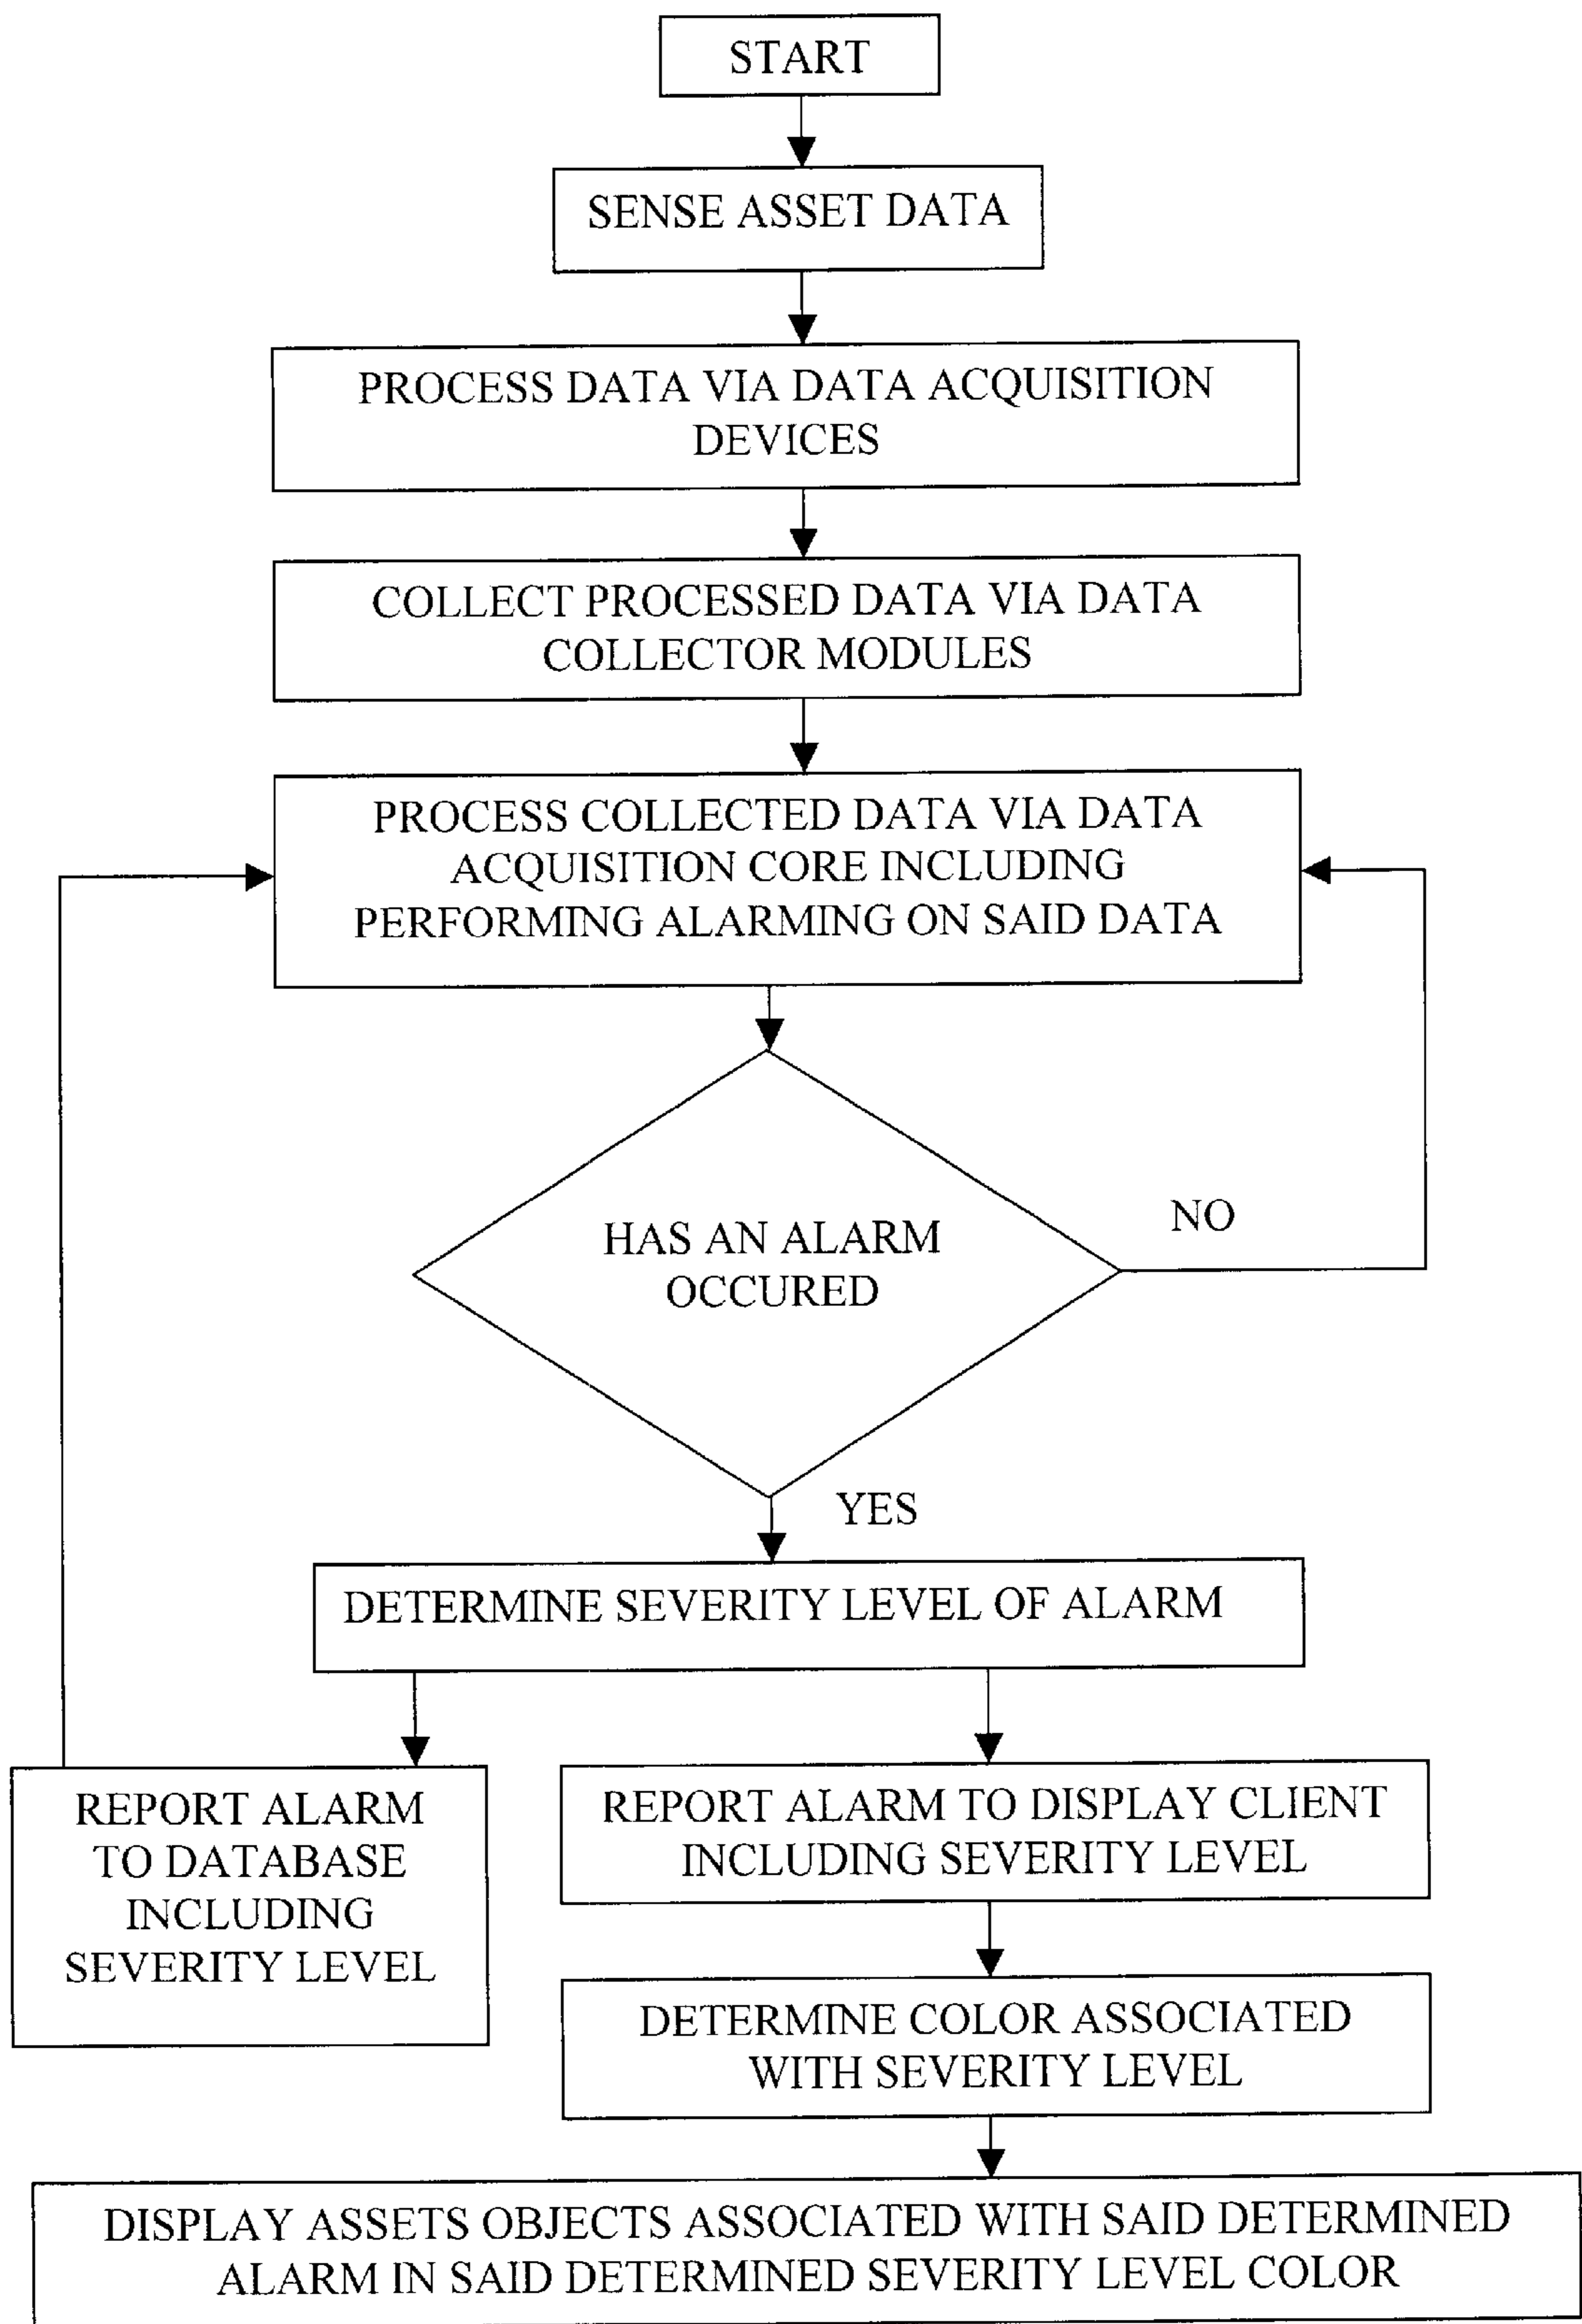 START
SENSE ASSET DATA
PROCESS DATA VIA DATA ACQUISITION
DEVICES
COLLECT PROCESSED DATA VIA DATA
COLLECTOR MODULES
PROCESS COLLECTED DATA VIA DATA
ACQUISITION CORE INCLUDING
PERFORMING ALARMING ON SAID DATA
HAS AN ALARM
OCCURED
NO
YES
DETERMINE SEVERITY LEVEL OF ALARM
REPORT ALARM
TO DATABASE
INCLUDING
SEVERITY LEVEL
REPORT ALARM TO DISPLAY CLIENT
INCLUDING SEVERITY LEVEL
DETERMINE COLOR ASSOCIATED
WITH SEVERITY LEVEL
DISPLAY ASSETS OBJECTS ASSOCIATED WITH SAID DETERMINED
ALARM IN SAID DETERMINED SEVERITY LEVEL COLOR